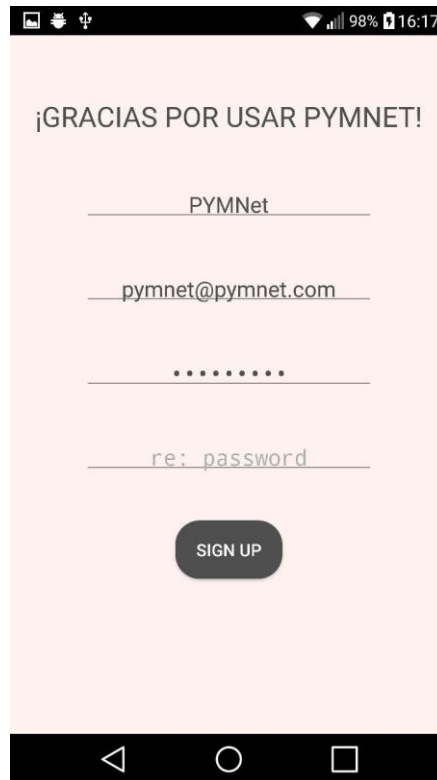 98% 16:17
¡GRACIAS POR USAR PYMNET!
PYMNet
pymnet@pymnet.com
•••••••••
re: password
SIGN UP